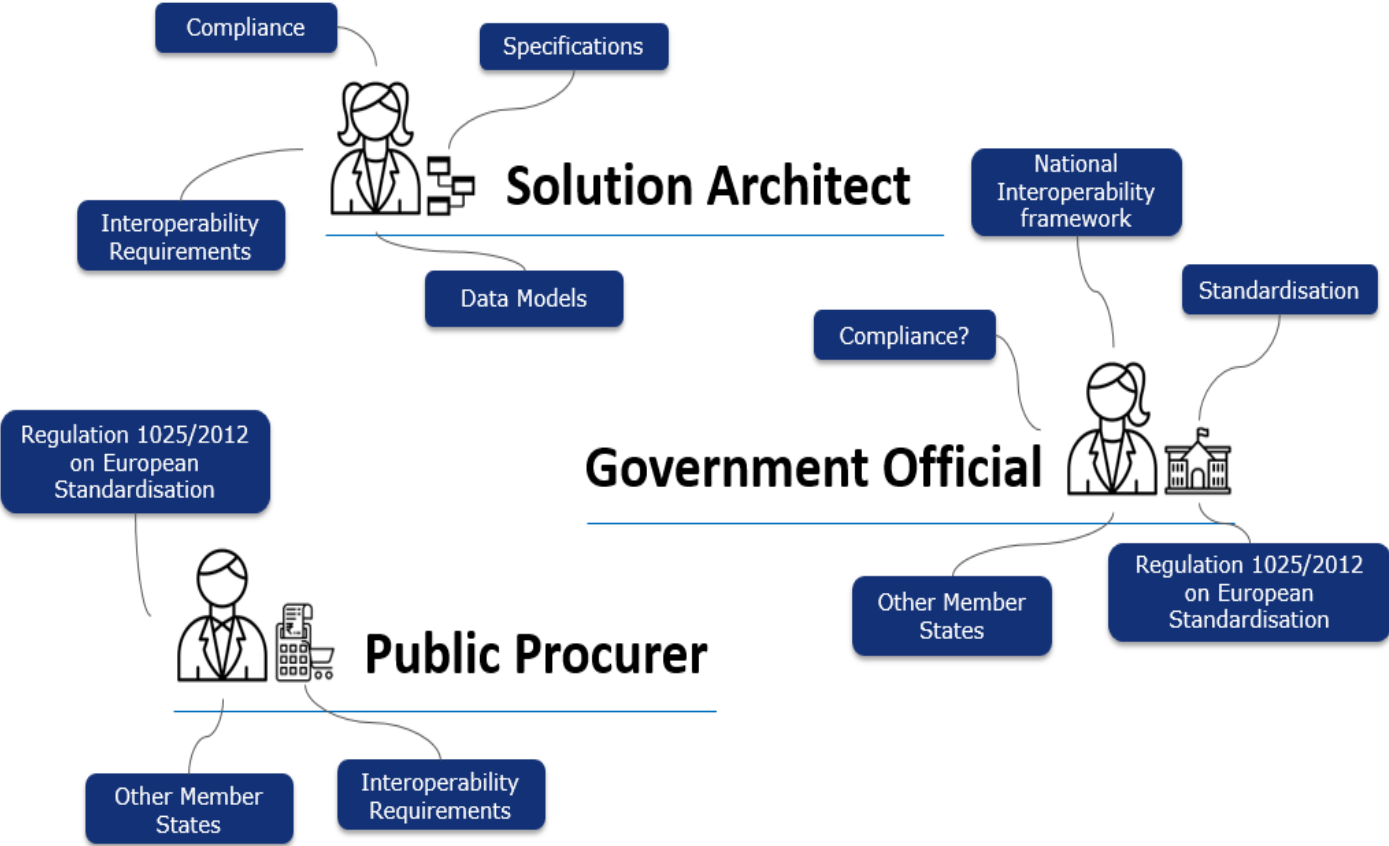 Compliance
Specifications
Solution Architect
Interoperability
Requirements
Data Models
National
Interoperability
framework
Standardisation
Compliance?
Government Official
Other Member
States
Regulation 1025/2012
on European
Standardisation
Regulation 1025/2012
on European
Standardisation
Public Procurer
Other Member
States
Interoperability
Requirements